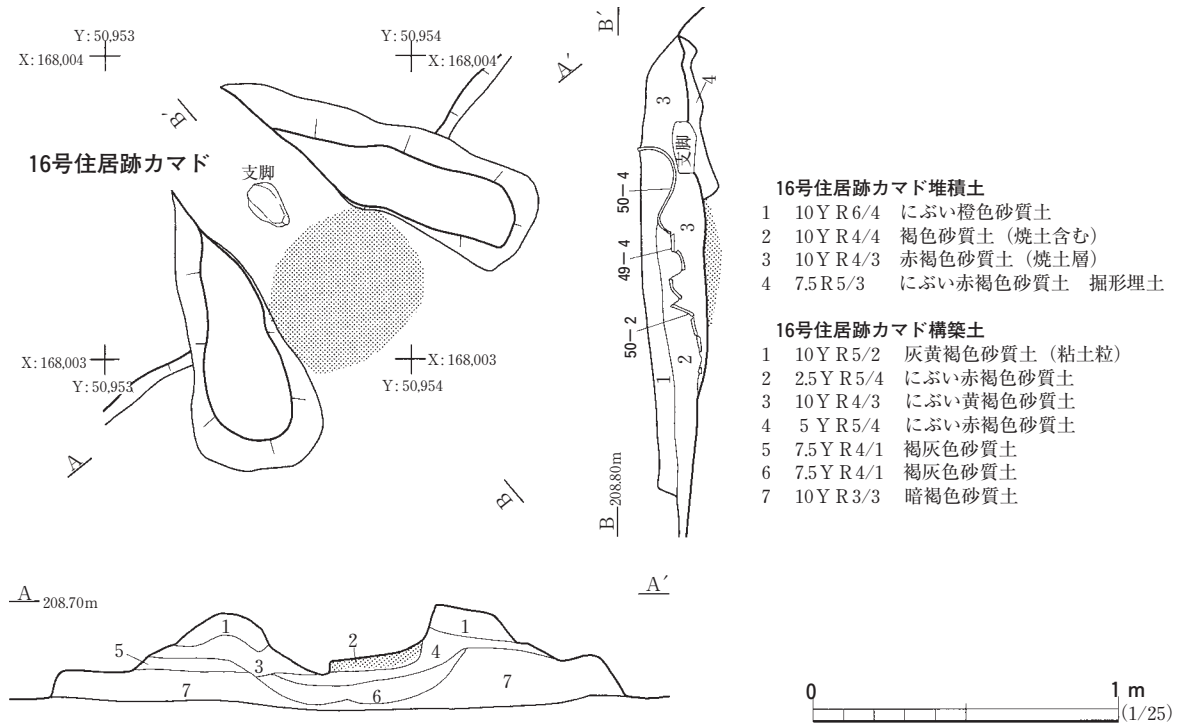 Y: 50,953
X: 168,004
Y: 50,954
X: 168,004
A′
B′
16号住居跡カマド
支脚
X: 168,003
Y: 50,953
X: 168,003
Y: 50,954
A
B
B′
3
4
支脚
50－4
3
49－4
50－2
2
1
B 208.80m
16号住居跡カマド堆積土
1 10ＹＲ6/4 にぶい橙色砂質土
2 10ＹＲ4/4 褐色砂質土（焼土含む）
3 10ＹＲ4/3 赤褐色砂質土（焼土層）
4 7.5Ｒ5/3 にぶい赤褐色砂質土 掘形埋土
16号住居跡カマド構築土
1 10ＹＲ5/2 灰黄褐色砂質土（粘土粒）
2 2.5ＹＲ5/4 にぶい赤褐色砂質土
3 10ＹＲ4/3 にぶい黄褐色砂質土
4 5ＹＲ5/4 にぶい赤褐色砂質土
5 7.5ＹＲ4/1 褐灰色砂質土
6 7.5ＹＲ4/1 褐灰色砂質土
7 10ＹＲ3/3 暗褐色砂質土
A 208.70m
A′
1
2
1
5
3
4
7
6
7
0
1 m
(1/25)